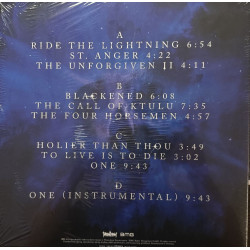 A
RIDE THE LIGHTNING 6:54
ST. ANGER 4:22
THE UNFORGIVEN II 4:11
B
BLACKENED 6:08
THE CALL OF KTULU 7:35
THE FOUR HORSEMEN 7:57
C
HOLIER THAN THOU 3:49
TO LIVE IS TO DIE 3:02
ONE 9:43
D
ONE (INSTRUMENTAL) 9:43
BMG